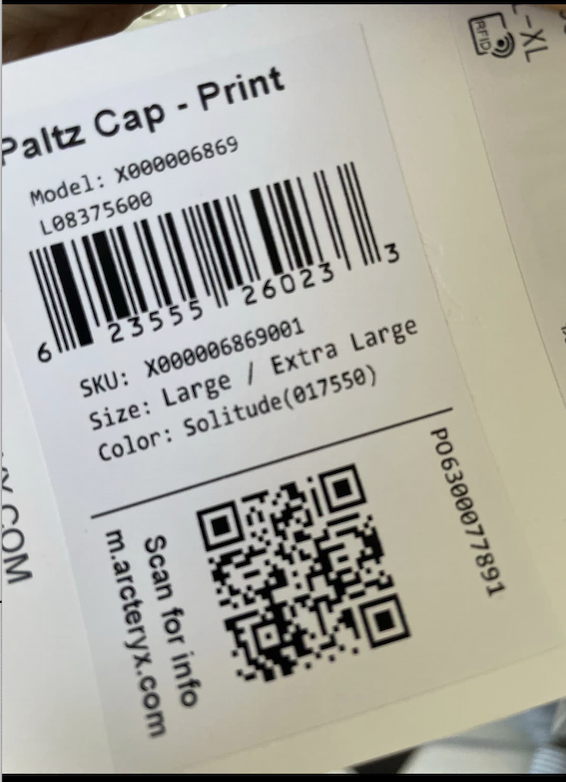 Paltz Cap - Print
Model: X000006869
L08375600
6 23555 26023 3
SKU: X000006869001
Size: Large / Extra Large
Color: Solitude(017550)
PO6300077891
Scan for info
m.arcteryx.com
RFID
L-XL
.COM